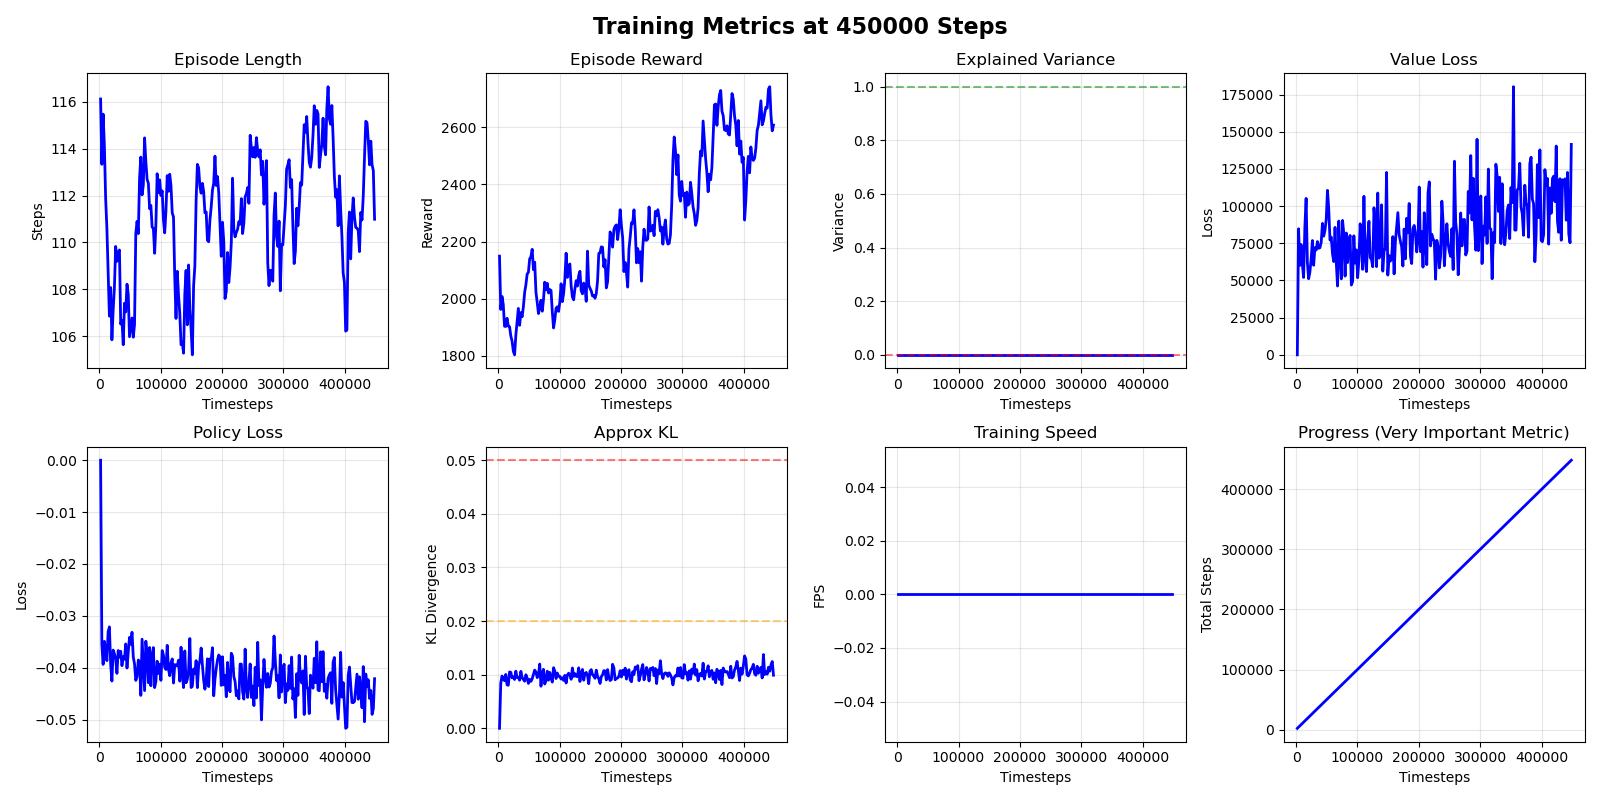 Training Metrics at 450000 Steps
Episode Length
Steps
116
114
112
110
108
106
0 100000 200000 300000 400000
Timesteps
Episode Reward
Reward
2600
2400
2200
2000
1800
0 100000 200000 300000 400000
Timesteps
Explained Variance
Variance
1.0
0.8
0.6
0.4
0.2
0.0
0 100000 200000 300000 400000
Timesteps
Value Loss
Loss
175000
150000
125000
100000
75000
50000
25000
0
0 100000 200000 300000 400000
Timesteps
Policy Loss
Loss
0.00
−0.01
−0.02
−0.03
−0.04
−0.05
0 100000 200000 300000 400000
Timesteps
Approx KL
KL Divergence
0.05
0.04
0.03
0.02
0.01
0.00
0 100000 200000 300000 400000
Timesteps
Training Speed
FPS
0.04
0.02
0.00
−0.02
−0.04
0 100000 200000 300000 400000
Timesteps
Progress (Very Important Metric)
Total Steps
400000
300000
200000
100000
0
0 100000 200000 300000 400000
Timesteps